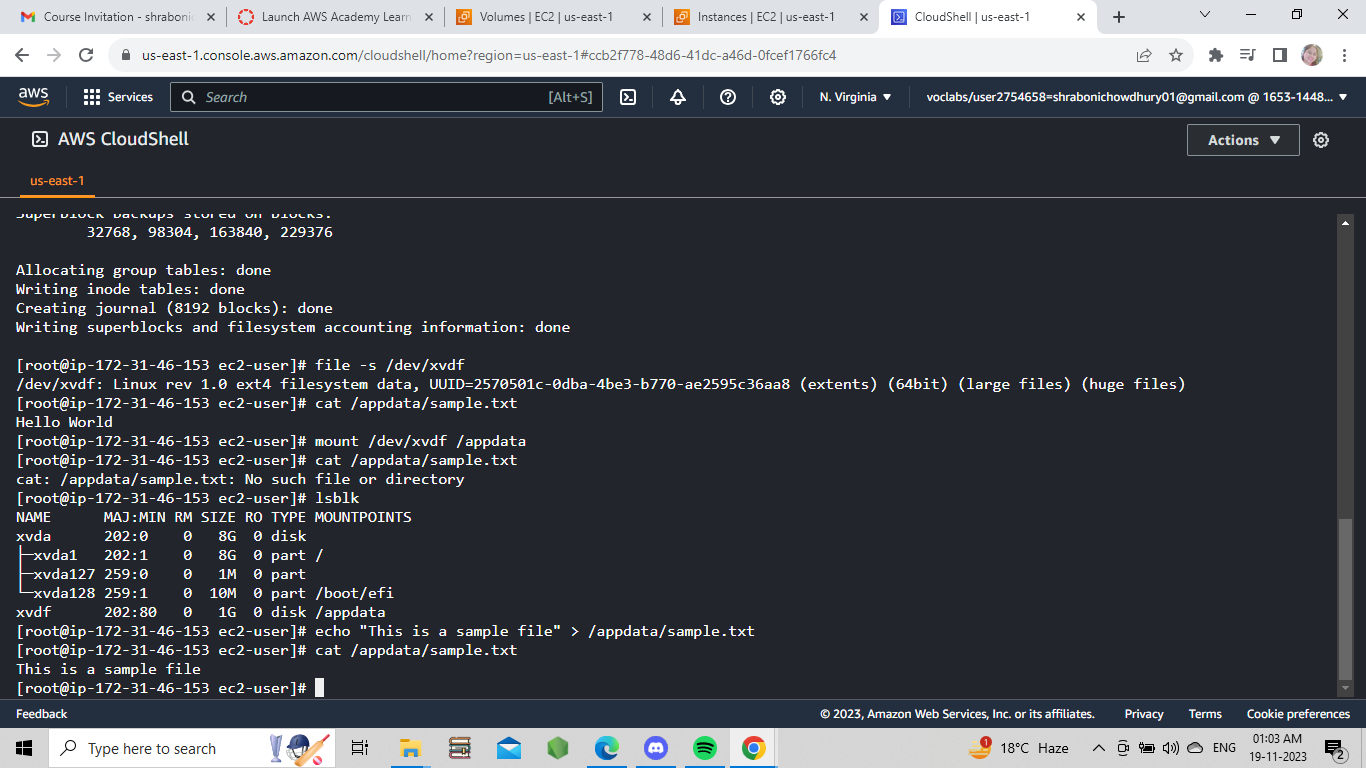 Course Invitation - shraboni
Launch AWS Academy Learn
Volumes | EC2 | us-east-1
Instances | EC2 | us-east-1
CloudShell | us-east-1
us-east-1.console.aws.amazon.com/cloudshell/home?region=us-east-1#ccb2f778-48d6-41dc-a46d-0fcef1766fc4
aws
Services
Search
[Alt+S]
N. Virginia
voclabs/user2754658=shrabonichowdhury01@gmail.com @ 1653-1448...
AWS CloudShell
Actions
us-east-1
Superblock backups stored on blocks:
32768, 98304, 163840, 229376
Allocating group tables: done
Writing inode tables: done
Creating journal (8192 blocks): done
Writing superblocks and filesystem accounting information: done
[root@ip-172-31-46-153 ec2-user]# file -s /dev/xvdf
/dev/xvdf: Linux rev 1.0 ext4 filesystem data, UUID=2570501c-0dba-4be3-b770-ae2595c36aa8 (extents) (64bit) (large files) (huge files)
[root@ip-172-31-46-153 ec2-user]# cat /appdata/sample.txt
Hello World
[root@ip-172-31-46-153 ec2-user]# mount /dev/xvdf /appdata
[root@ip-172-31-46-153 ec2-user]# cat /appdata/sample.txt
cat: /appdata/sample.txt: No such file or directory
[root@ip-172-31-46-153 ec2-user]# lsblk
NAME MAJ:MIN RM SIZE RO TYPE MOUNTPOINTS
xvda 202:0 0 8G 0 disk
├─xvda1 202:1 0 8G 0 part /
├─xvda127 259:0 0 1M 0 part
└─xvda128 259:1 0 10M 0 part /boot/efi
xvdf 202:80 0 1G 0 disk /appdata
[root@ip-172-31-46-153 ec2-user]# echo "This is a sample file" > /appdata/sample.txt
[root@ip-172-31-46-153 ec2-user]# cat /appdata/sample.txt
This is a sample file
[root@ip-172-31-46-153 ec2-user]#
Feedback
© 2023, Amazon Web Services, Inc. or its affiliates.
Privacy
Terms
Cookie preferences
Type here to search
1
18°C Haze
ENG
01:03 AM
19-11-2023
2